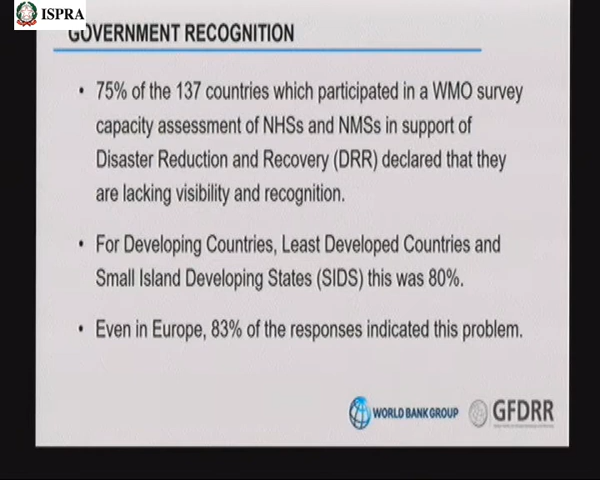 ISPRA
GOVERNMENT RECOGNITION
• 75% of the 137 countries which participated in a WMO survey
capacity assessment of NHSs and NMSs in support of
Disaster Reduction and Recovery (DRR) declared that they
are lacking visibility and recognition.
• For Developing Countries, Least Developed Countries and
Small Island Developing States (SIDS) this was 80%.
• Even in Europe, 83% of the responses indicated this problem.
WORLD BANK GROUP
GFDRR